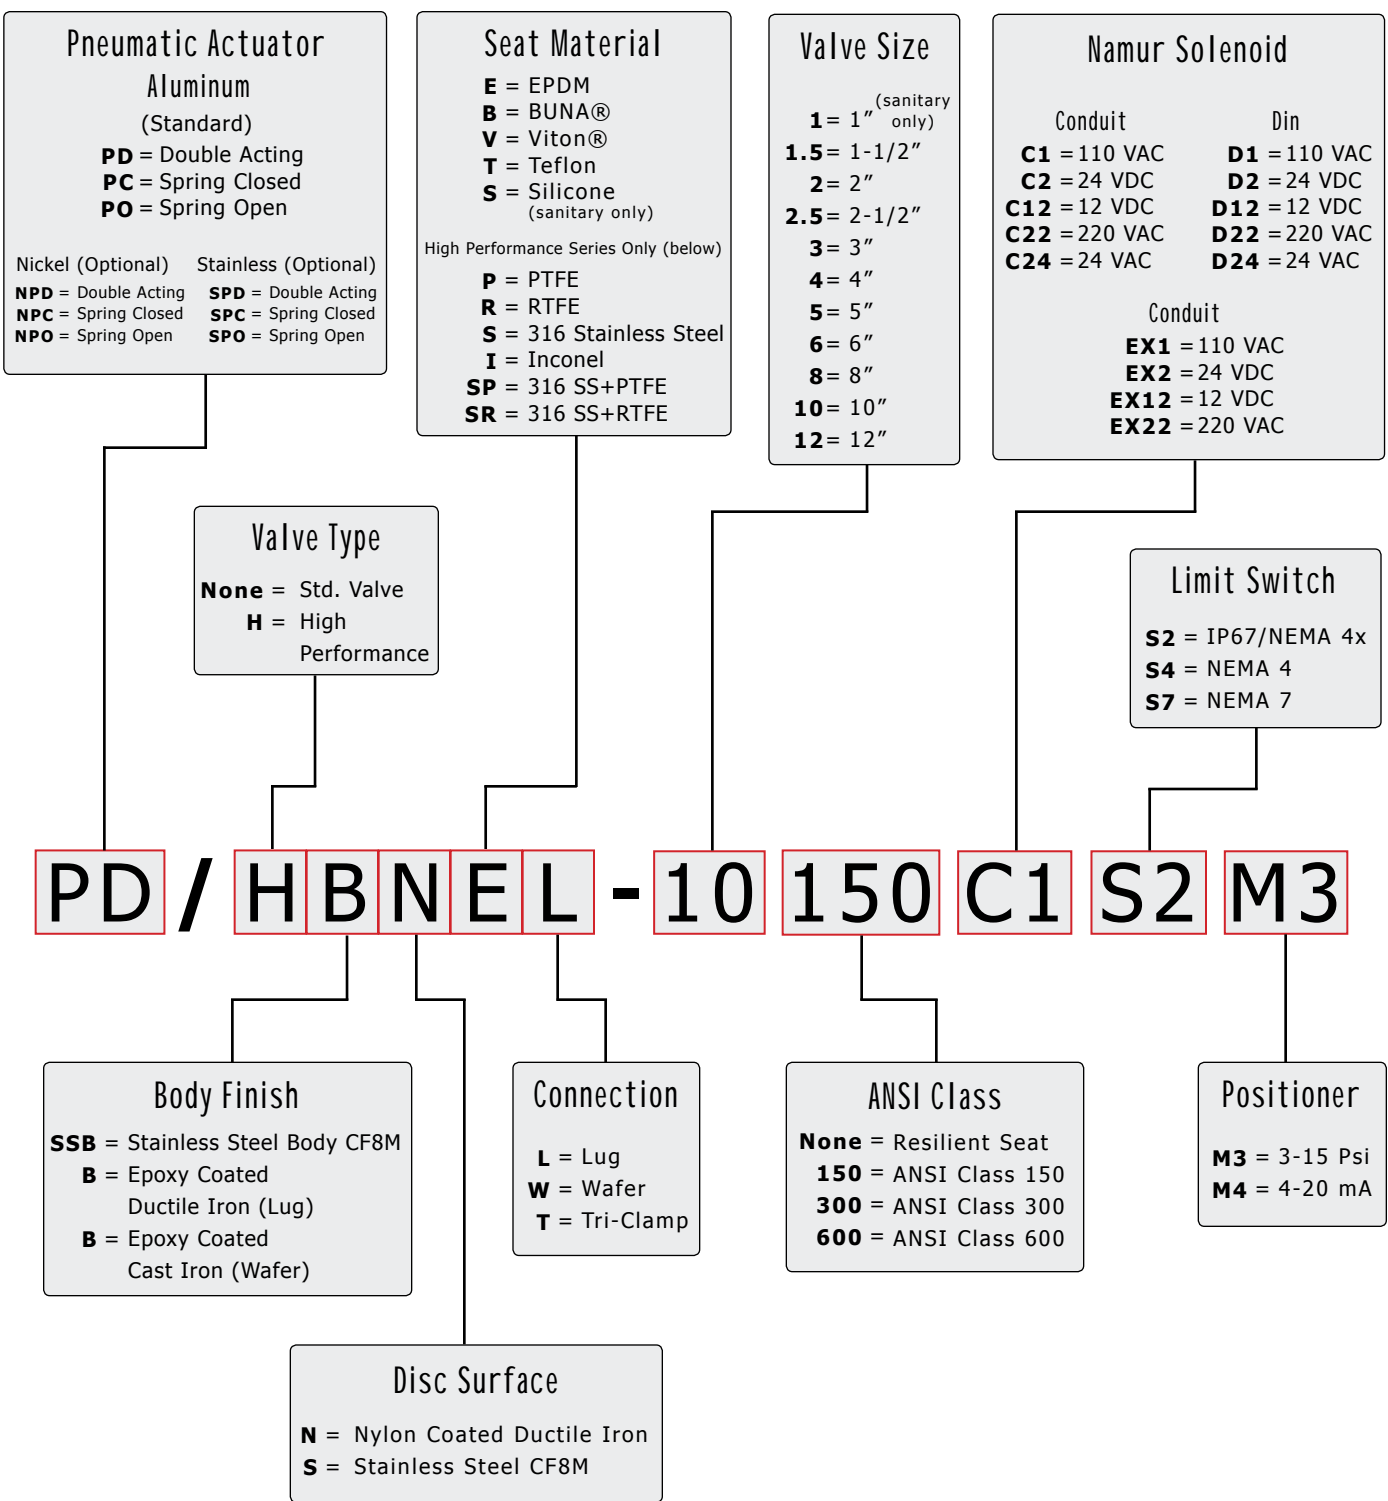 Pneumatic Actuator
Aluminum
(Standard)
PD = Double Acting
PC = Spring Closed
PO = Spring Open
Nickel (Optional)
NPD = Double Acting
NPC = Spring Closed
NPO = Spring Open
Stainless (Optional)
SPD = Double Acting
SPC = Spring Closed
SPO = Spring Open
Seat Material
E = EPDM
B = BUNA®
V = Viton®
T = Teflon
S = Silicone
(sanitary only)
High Performance Series Only (below)
P = PTFE
R = RTFE
S = 316 Stainless Steel
I = Inconel
SP = 316 SS+PTFE
SR = 316 SS+RTFE
Valve Size
1 = 1” (sanitary
only)
1.5 = 1-1/2”
2 = 2”
2.5 = 2-1/2”
3 = 3”
4 = 4”
5 = 5”
6 = 6”
8 = 8”
10 = 10”
12 = 12”
Namur Solenoid
Conduit
C1 = 110 VAC
C2 = 24 VDC
C12 = 12 VDC
C22 = 220 VAC
C24 = 24 VAC
Din
D1 = 110 VAC
D2 = 24 VDC
D12 = 12 VDC
D22 = 220 VAC
D24 = 24 VAC
Conduit
EX1 = 110 VAC
EX2 = 24 VDC
EX12 = 12 VDC
EX22 = 220 VAC
Valve Type
None = Std. Valve
H = High
Performance
Limit Switch
S2 = IP67/NEMA 4x
S4 = NEMA 4
S7 = NEMA 7
PD / H B N E L - 10 150 C1 S2 M3
Body Finish
SSB = Stainless Steel Body CF8M
B = Epoxy Coated
Ductile Iron (Lug)
B = Epoxy Coated
Cast Iron (Wafer)
Connection
L = Lug
W = Wafer
T = Tri-Clamp
ANSI Class
None = Resilient Seat
150 = ANSI Class 150
300 = ANSI Class 300
600 = ANSI Class 600
Positioner
M3 = 3-15 Psi
M4 = 4-20 mA
Disc Surface
N = Nylon Coated Ductile Iron
S = Stainless Steel CF8M